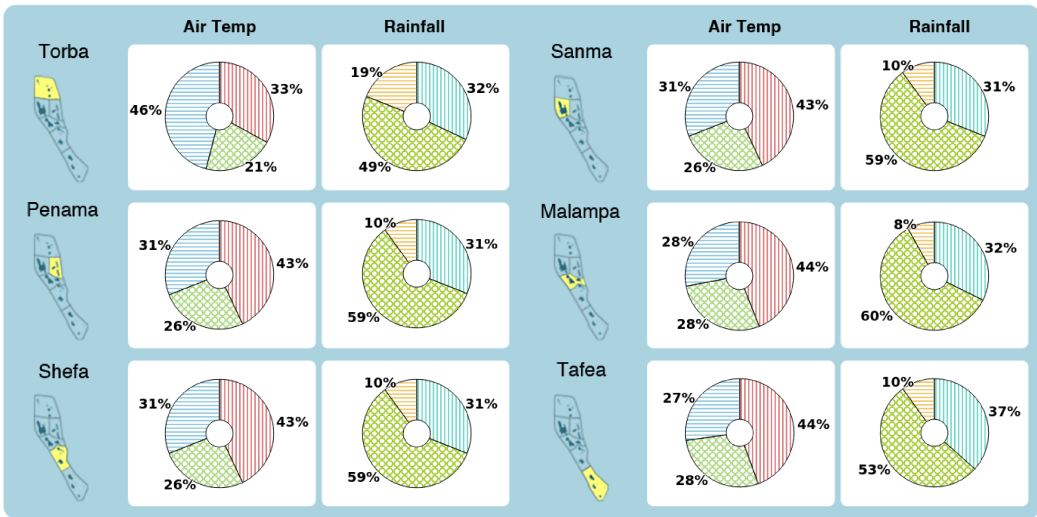 Air Temp Rainfall Air Temp Rainfall
Torba
46% 33% 21%
19% 32% 49%
Sanma
31% 43% 26%
10% 31% 59%
Penama
31% 43% 26%
10% 31% 59%
Malampa
28% 44% 28%
8% 32% 60%
Shefa
31% 43% 26%
10% 31% 59%
Tafea
27% 44% 28%
10% 37% 53%